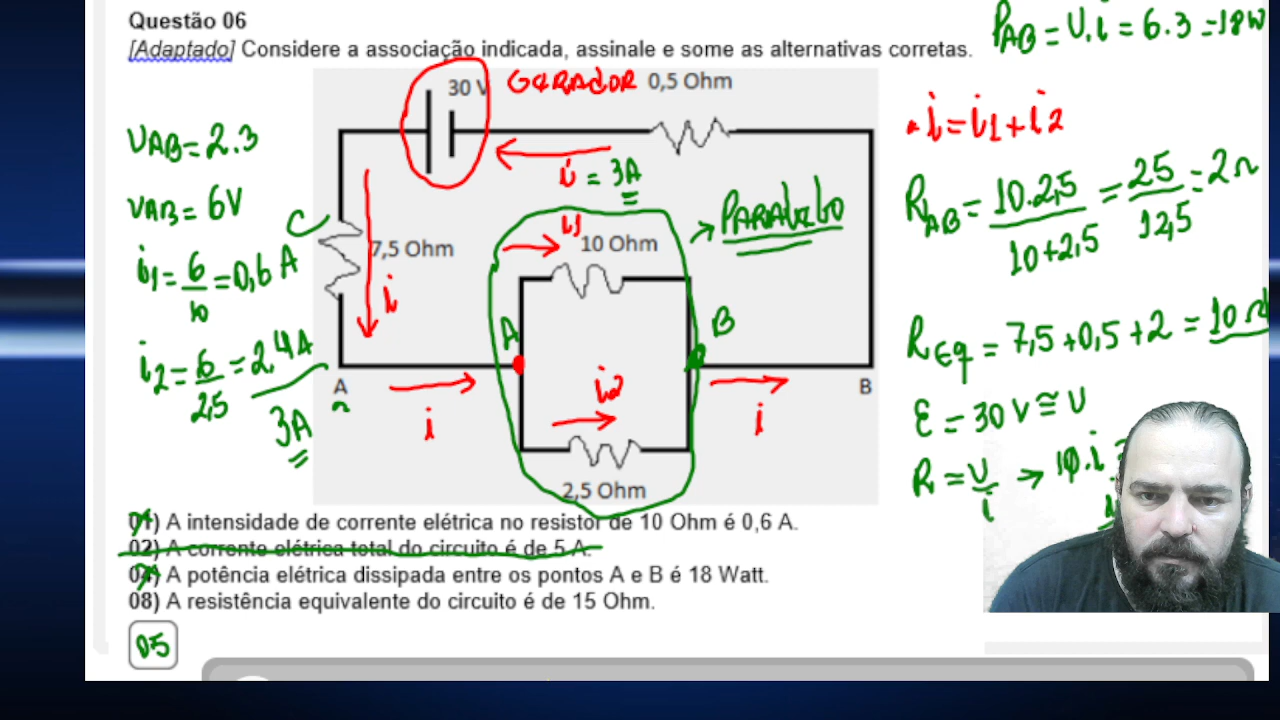 Questão 06
[Adaptado] Considere a associação indicada, assinale e some as alternativas corretas.
PAB = U.i = 6.3 = 18W
30 V GERADOR 0,5 Ohm
i = 3A
UAB = 2.3
UAB = 6V
i1 = 6/10 = 0,6 A
i2 = 6/2,5 = 2,4A
3A
7,5 Ohm
i
i1
10 Ohm
PARALELO
A
B
i2
2,5 Ohm
A
i
i
B
• i = i1 + i2
RAB = 10.2,5/10+2,5 = 25/12,5 = 2Ω
REq = 7,5 + 0,5 + 2 = 10Ω
ε = 30 V ≅ U
R = U/i → 10.i =
01) A intensidade de corrente elétrica no resistor de 10 Ohm é 0,6 A.
02) A corrente elétrica total do circuito é de 5 A.
04) A potência elétrica dissipada entre os pontos A e B é 18 Watt.
08) A resistência equivalente do circuito é de 15 Ohm.
05